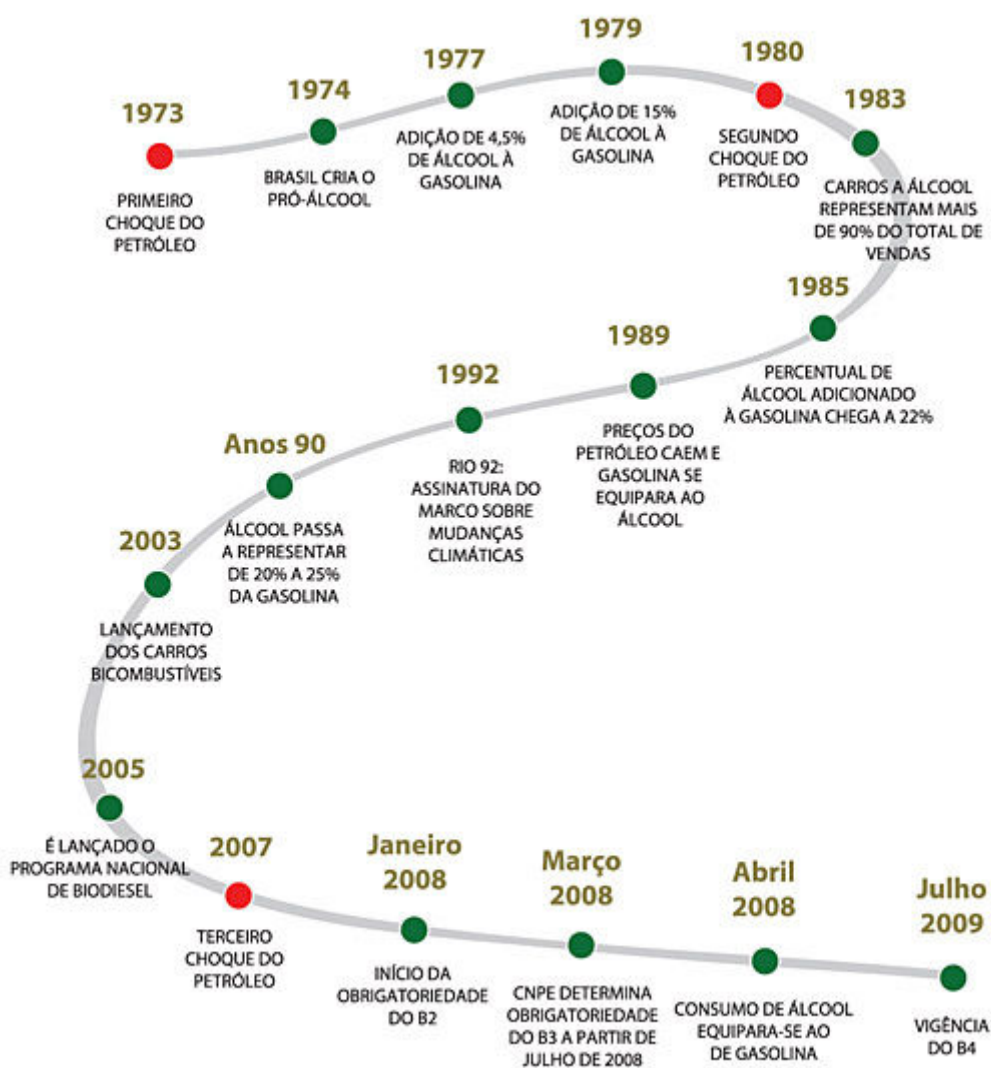 1973
PRIMEIRO
CHOQUE DO
PETRÓLEO
1974
BRASIL CRIA O
PRÓ-ÁLCOOL
1977
ADIÇÃO DE 4,5%
DE ÁLCOOL À
GASOLINA
1979
ADIÇÃO DE 15%
DE ÁLCOOL À
GASOLINA
1980
SEGUNDO
CHOQUE DO
PETRÓLEO
1983
CARROS A ÁLCOOL
REPRESENTAM MAIS
DE 90% DO TOTAL DE
VENDAS
1985
PERCENTUAL DE
ÁLCOOL ADICIONADO
À GASOLINA CHEGA A 22%
1989
PREÇOS DO
PETRÓLEO CAEM E
GASOLINA SE
EQUIPARA AO
ÁLCOOL
1992
RIO 92:
ASSINATURA DO
MARCO SOBRE
MUDANÇAS
CLIMÁTICAS
Anos 90
ÁLCOOL PASSA
A REPRESENTAR
DE 20% A 25%
DA GASOLINA
2003
LANÇAMENTO
DOS CARROS
BICOMBUSTÍVEIS
2005
É LANÇADO O
PROGRAMA NACIONAL
DE BIODIESEL
2007
TERCEIRO
CHOQUE DO
PETRÓLEO
Janeiro
2008
INÍCIO DA
OBRIGATORIEDADE
DO B2
Março
2008
CNPE DETERMINA
OBRIGATORIEDADE
DO B3 A PARTIR DE
JULHO DE 2008
Abril
2008
CONSUMO DE ÁLCOOL
EQUIPARA-SE AO
DE GASOLINA
Julho
2009
VIGÊNCIA
DO B4